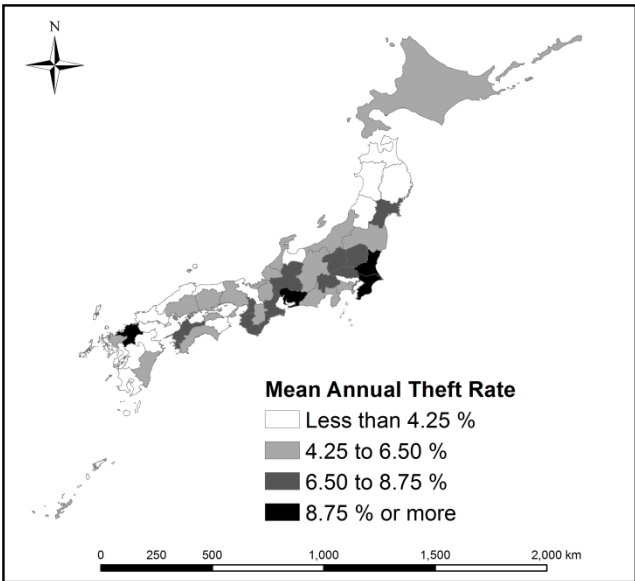 N
Mean Annual Theft Rate
Less than 4.25 %
4.25 to 6.50 %
6.50 to 8.75 %
8.75 % or more
0 250 500 1,000 1,500 2,000 km